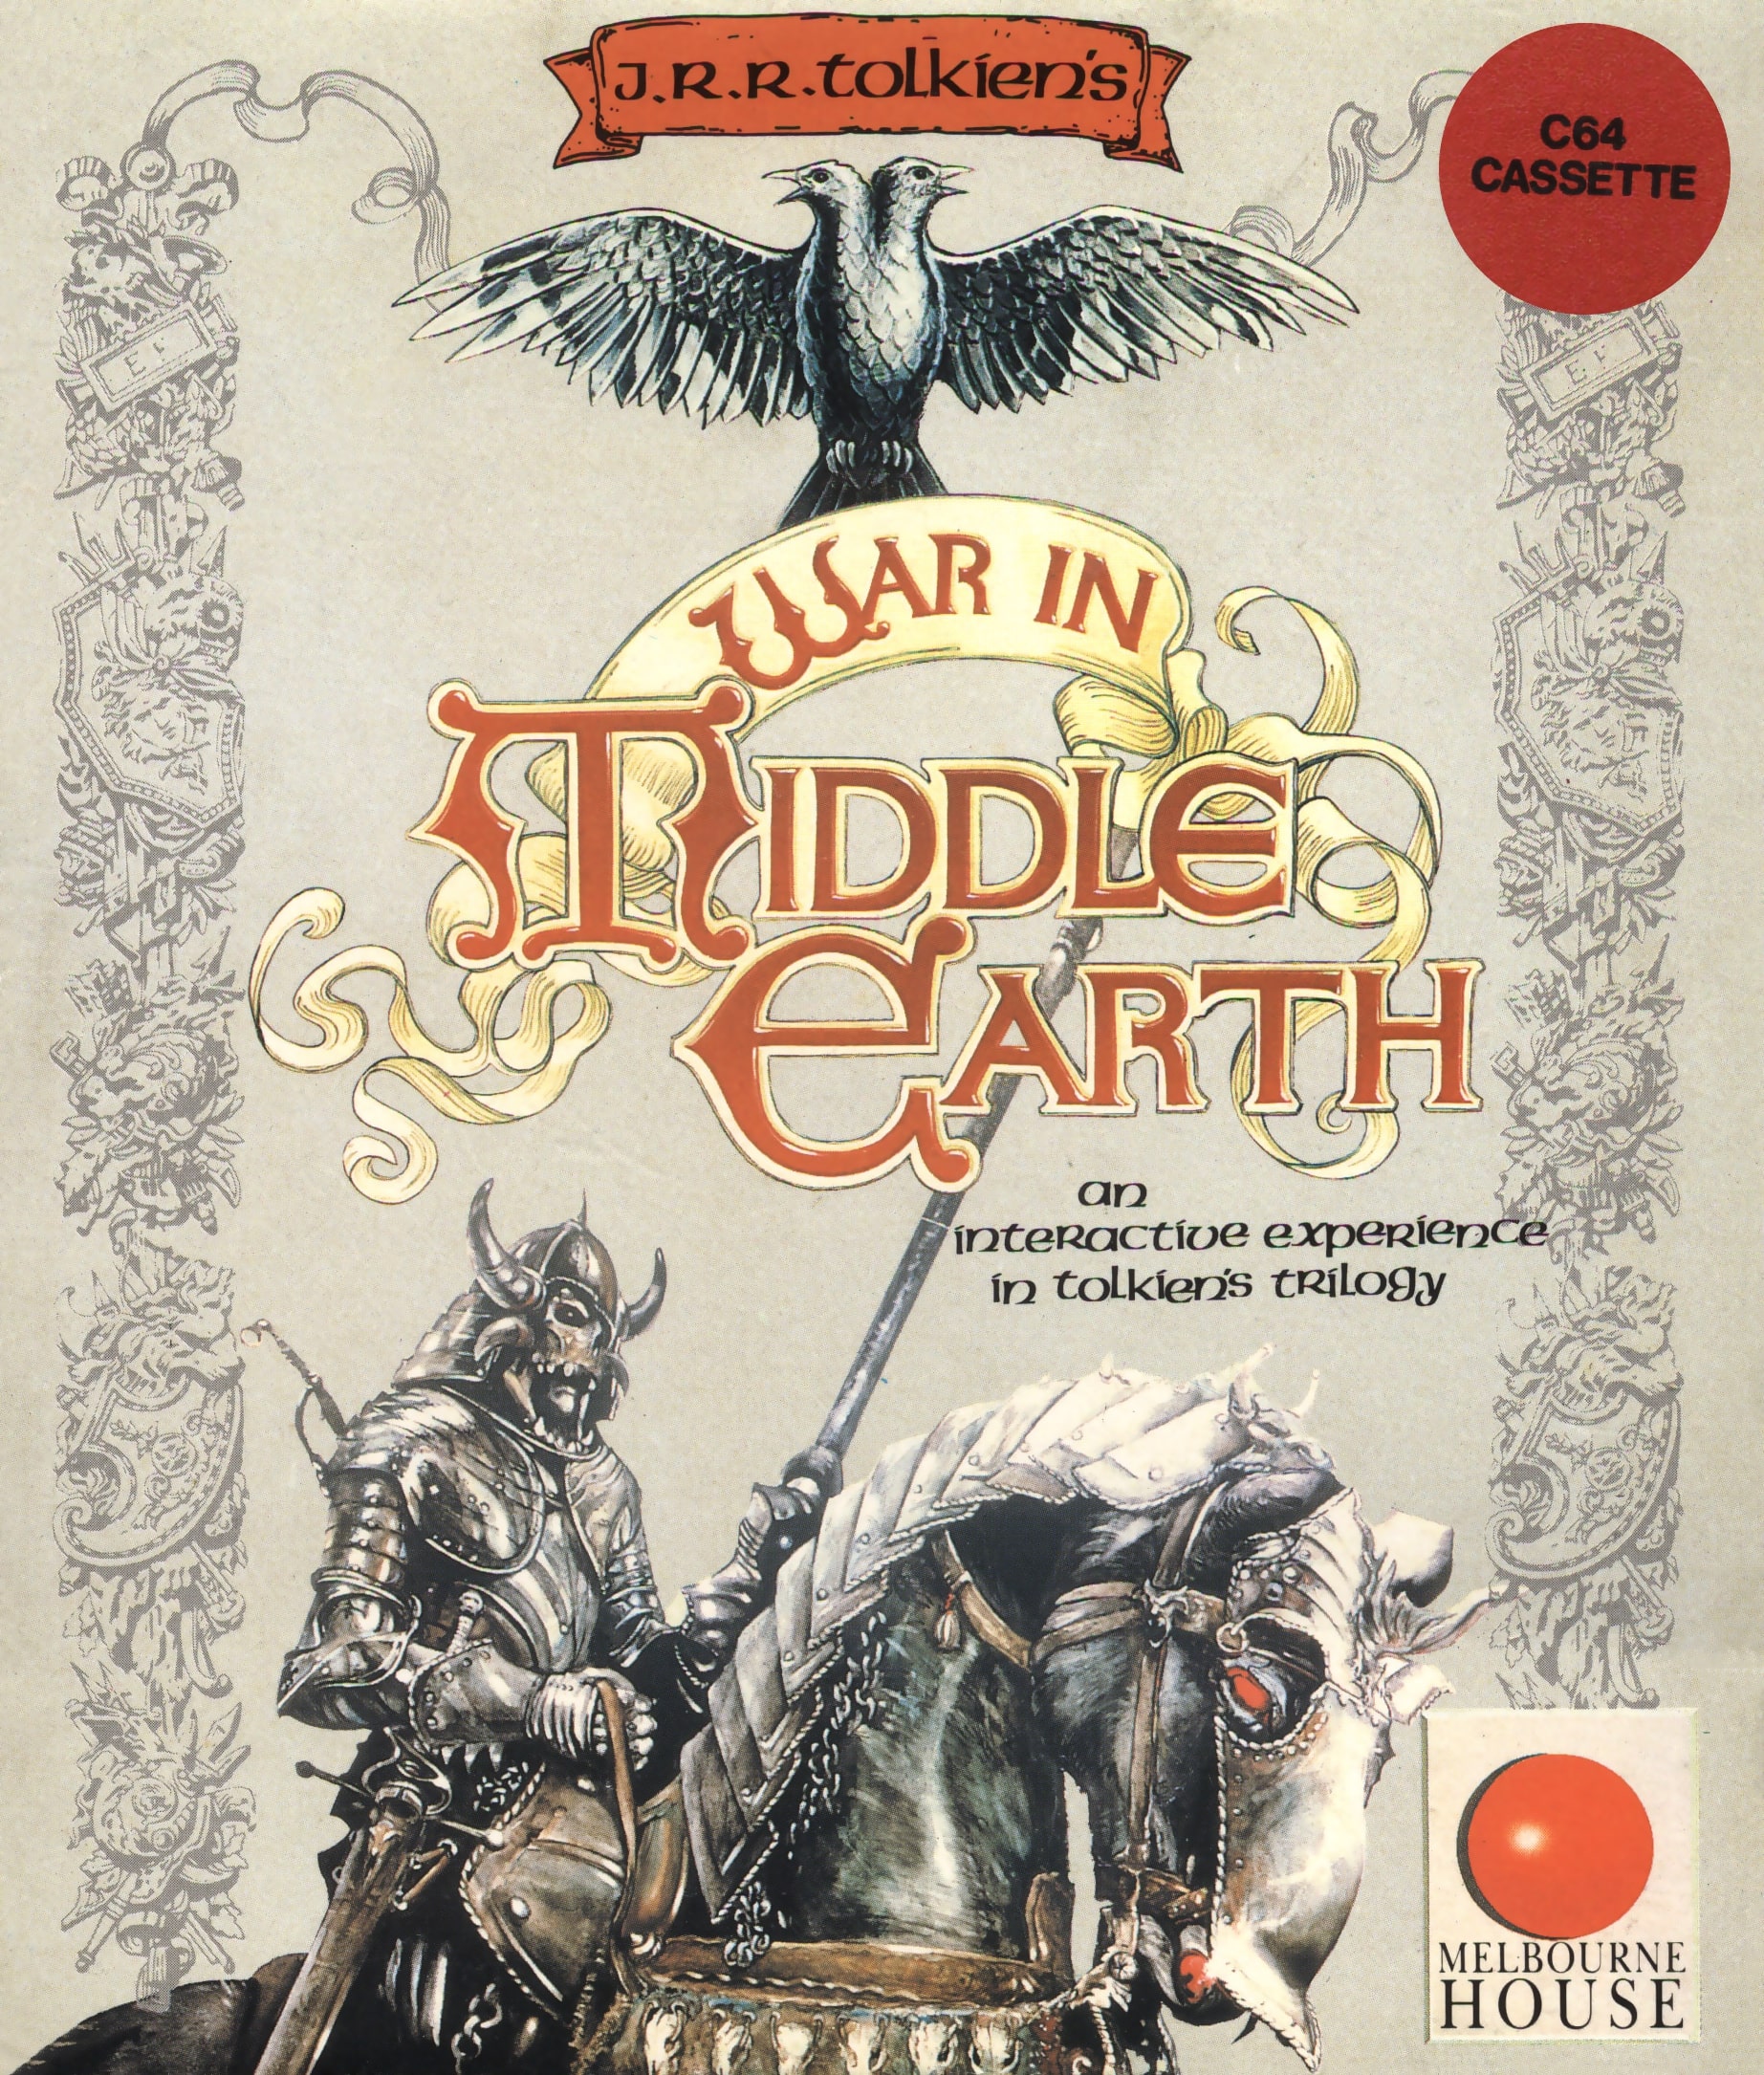 J.R.R. Tolkien's
C64
CASSETTE
WAR IN
MIDDLE
EARTH
an
interactive experience
in tolkien's trilogy
MELBOURNE
HOUSE